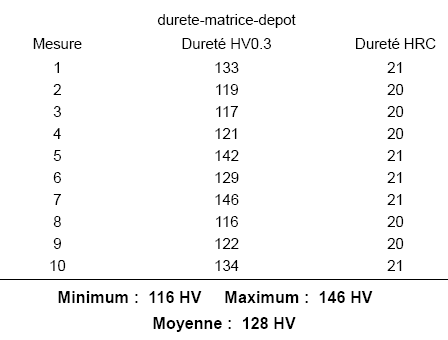 durete-matrice-depot
Mesure Dureté HV0.3 Dureté HRC
1 133 21
2 119 20
3 117 20
4 121 20
5 142 21
6 129 21
7 146 21
8 116 20
9 122 20
10 134 21
Minimum : 116 HV Maximum : 146 HV
Moyenne : 128 HV